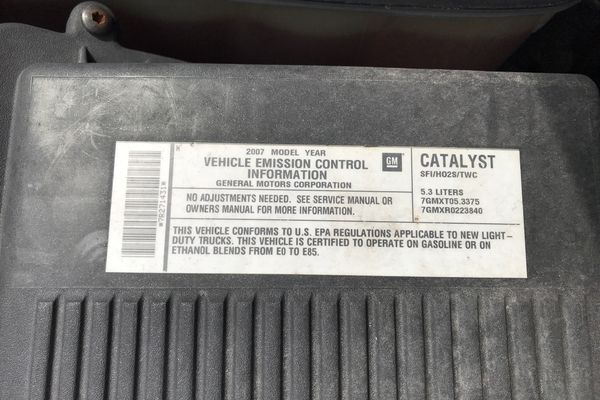 2007 MODEL YEAR
VEHICLE EMISSION CONTROL
INFORMATION
GENERAL MOTORS CORPORATION
GM
NO ADJUSTMENTS NEEDED. SEE SERVICE MANUAL OR
OWNERS MANUAL FOR MORE INFORMATION.
CATALYST
SFI/HO2S/TWC
5.3 LITERS
7GMXT05.3375
7GMXR0223840
THIS VEHICLE CONFORMS TO U.S. EPA REGULATIONS APPLICABLE TO NEW LIGHT-
DUTY TRUCKS. THIS VEHICLE IS CERTIFIED TO OPERATE ON GASOLINE OR ON
ETHANOL BLENDS FROM E0 TO E85.